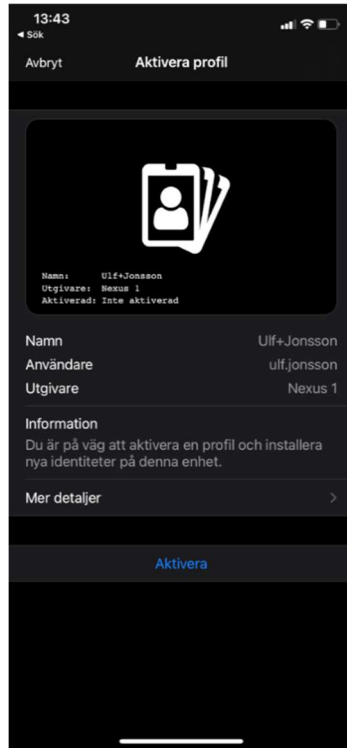 13:43
◀ Sök
Avbryt
Aktivera profil
Namn: Ulf+Jonsson
Utgivare: Nexus 1
Aktiverad: Inte aktiverad
Namn Ulf+Jonsson
Användare ulf.jonsson
Utgivare Nexus 1
Information
Du är på väg att aktivera en profil och installera
nya identiteter på denna enhet.
Mer detaljer
Aktivera